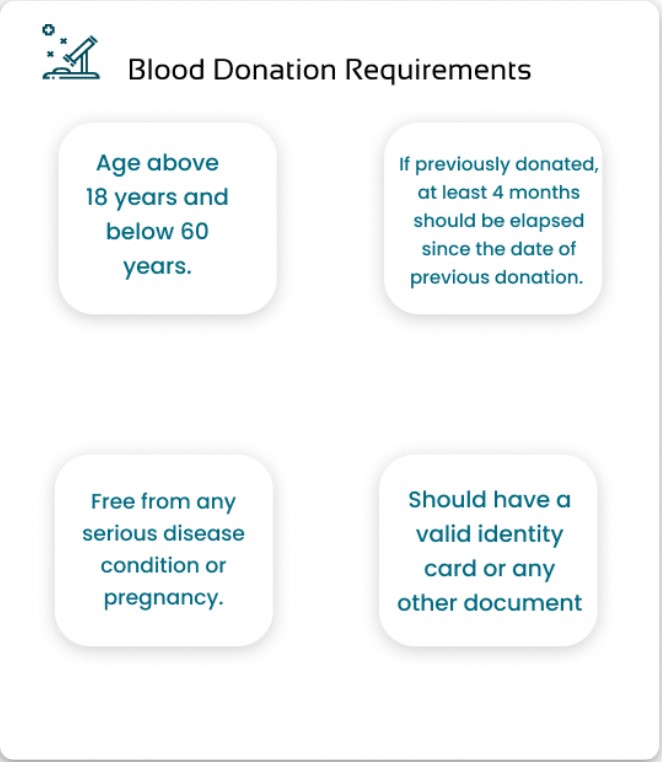 Blood Donation Requirements
Age above
18 years and
below 60
years.
If previously donated,
at least 4 months
should be elapsed
since the date of
previous donation.
Free from any
serious disease
condition or
pregnancy.
Should have a
valid identity
card or any
other document